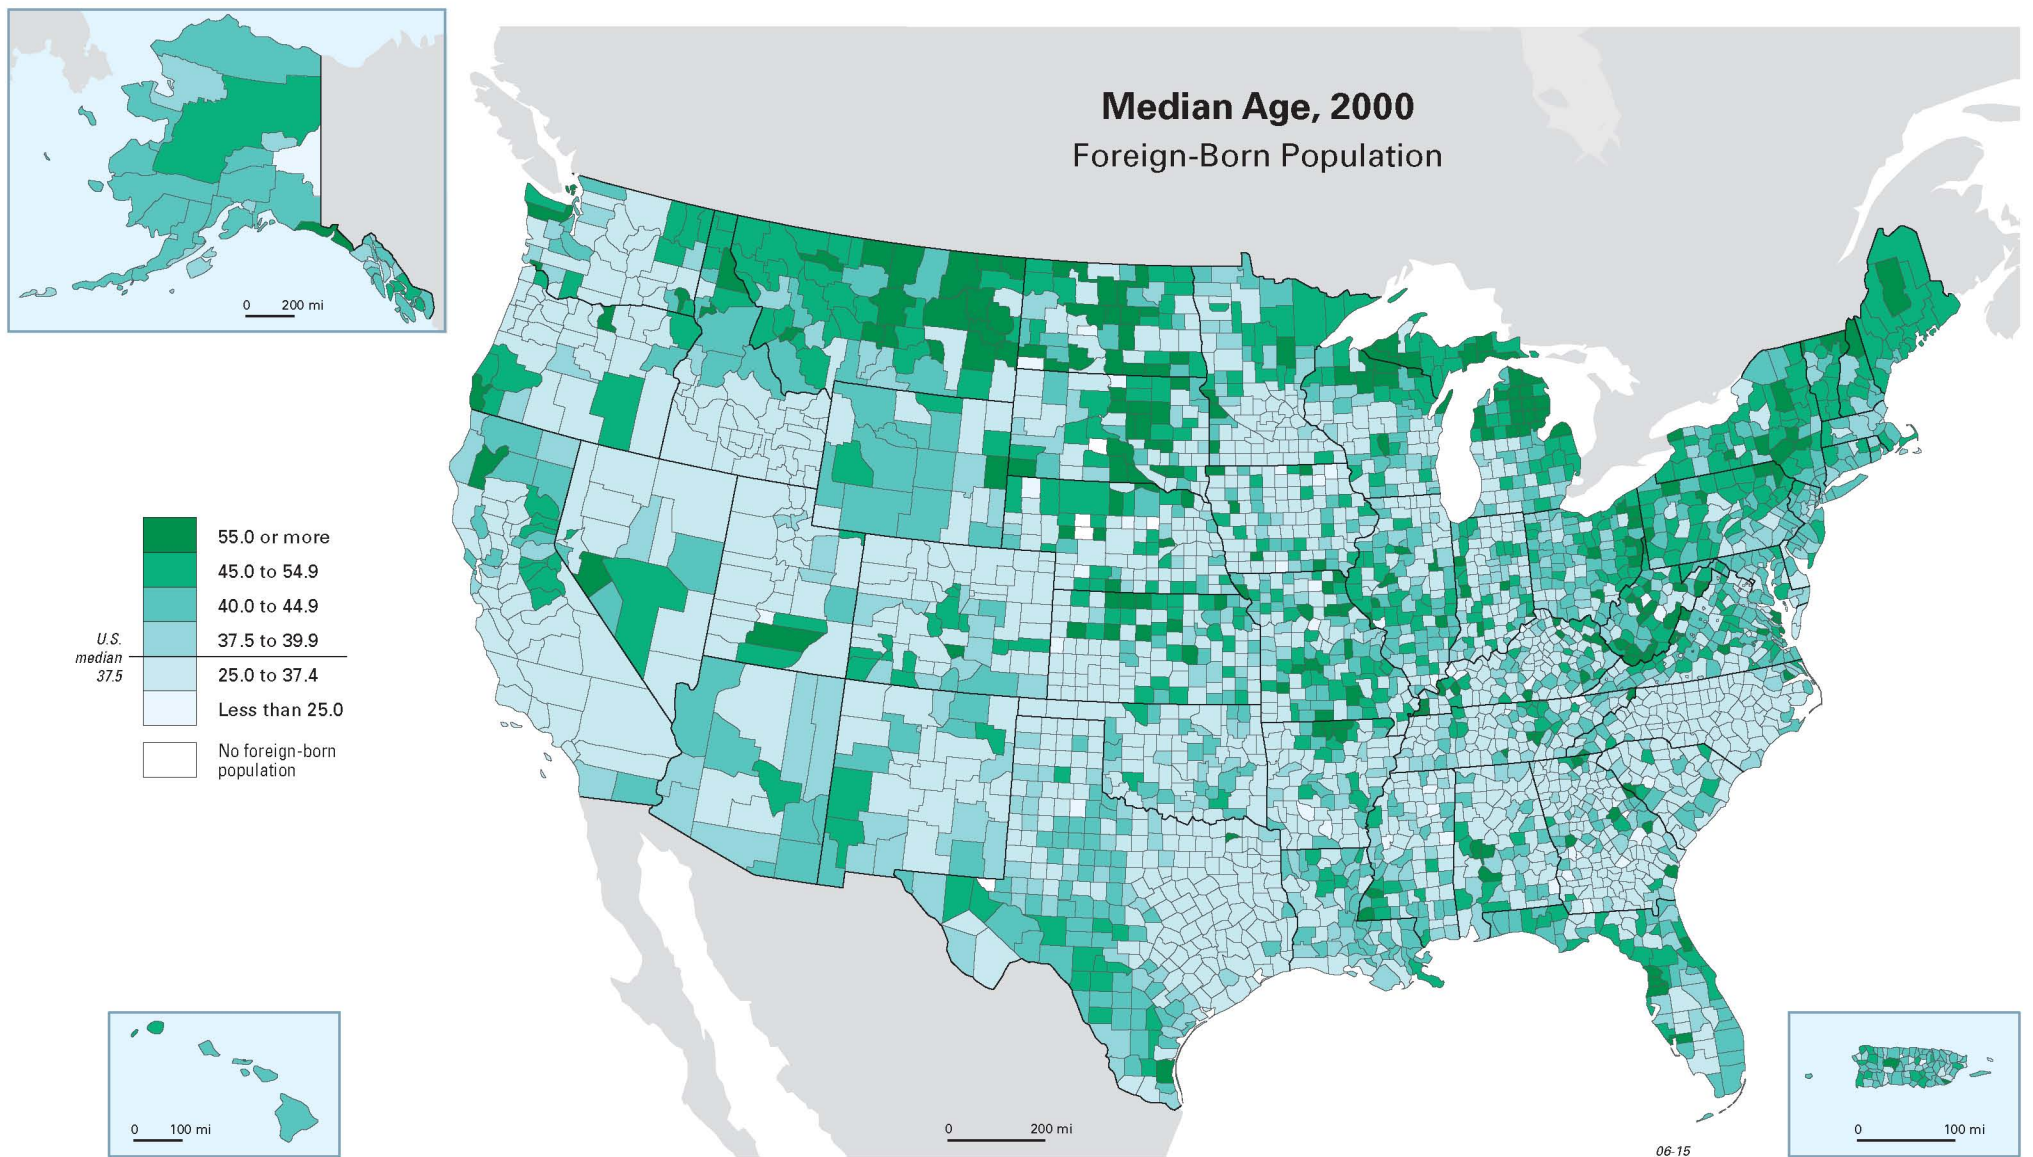 Median Age, 2000
Foreign-Born Population
0 200 mi
55.0 or more
45.0 to 54.9
40.0 to 44.9
37.5 to 39.9
U.S.
median
37.5
25.0 to 37.4
Less than 25.0
No foreign-born
population
0 100 mi
0 200 mi
0 100 mi
06-15